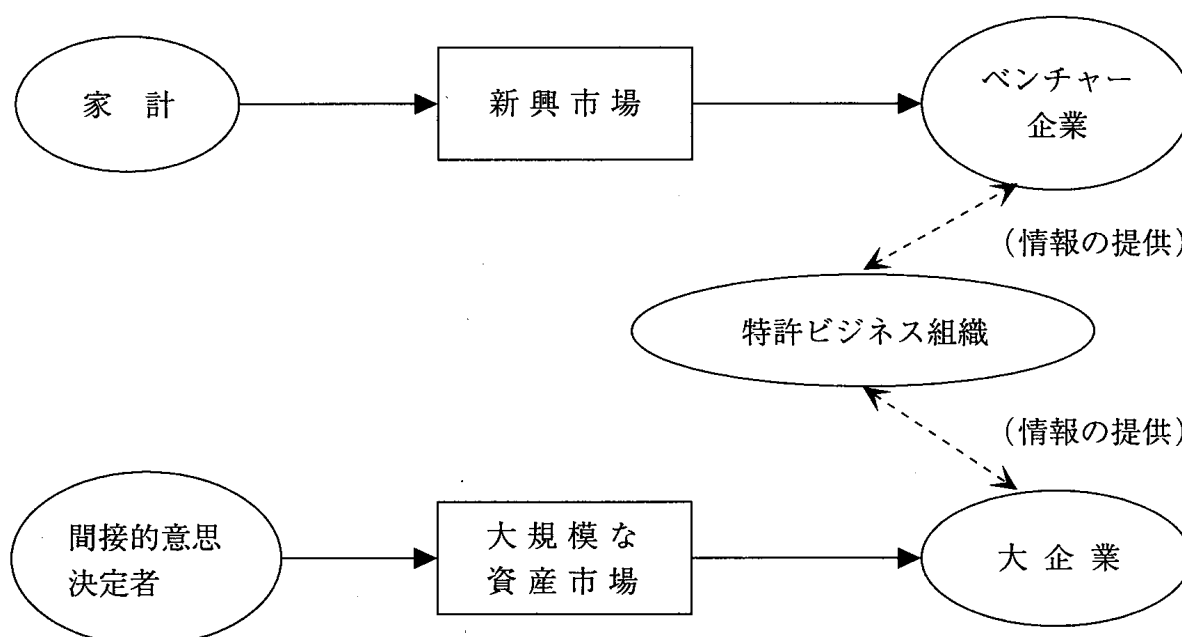 家 計
新 興 市 場
ベンチャー
企業
（情報の提供）
特許ビジネス組織
（情報の提供）
間接的意思
決定者
大 規 模 な
資 産 市 場
大 企 業